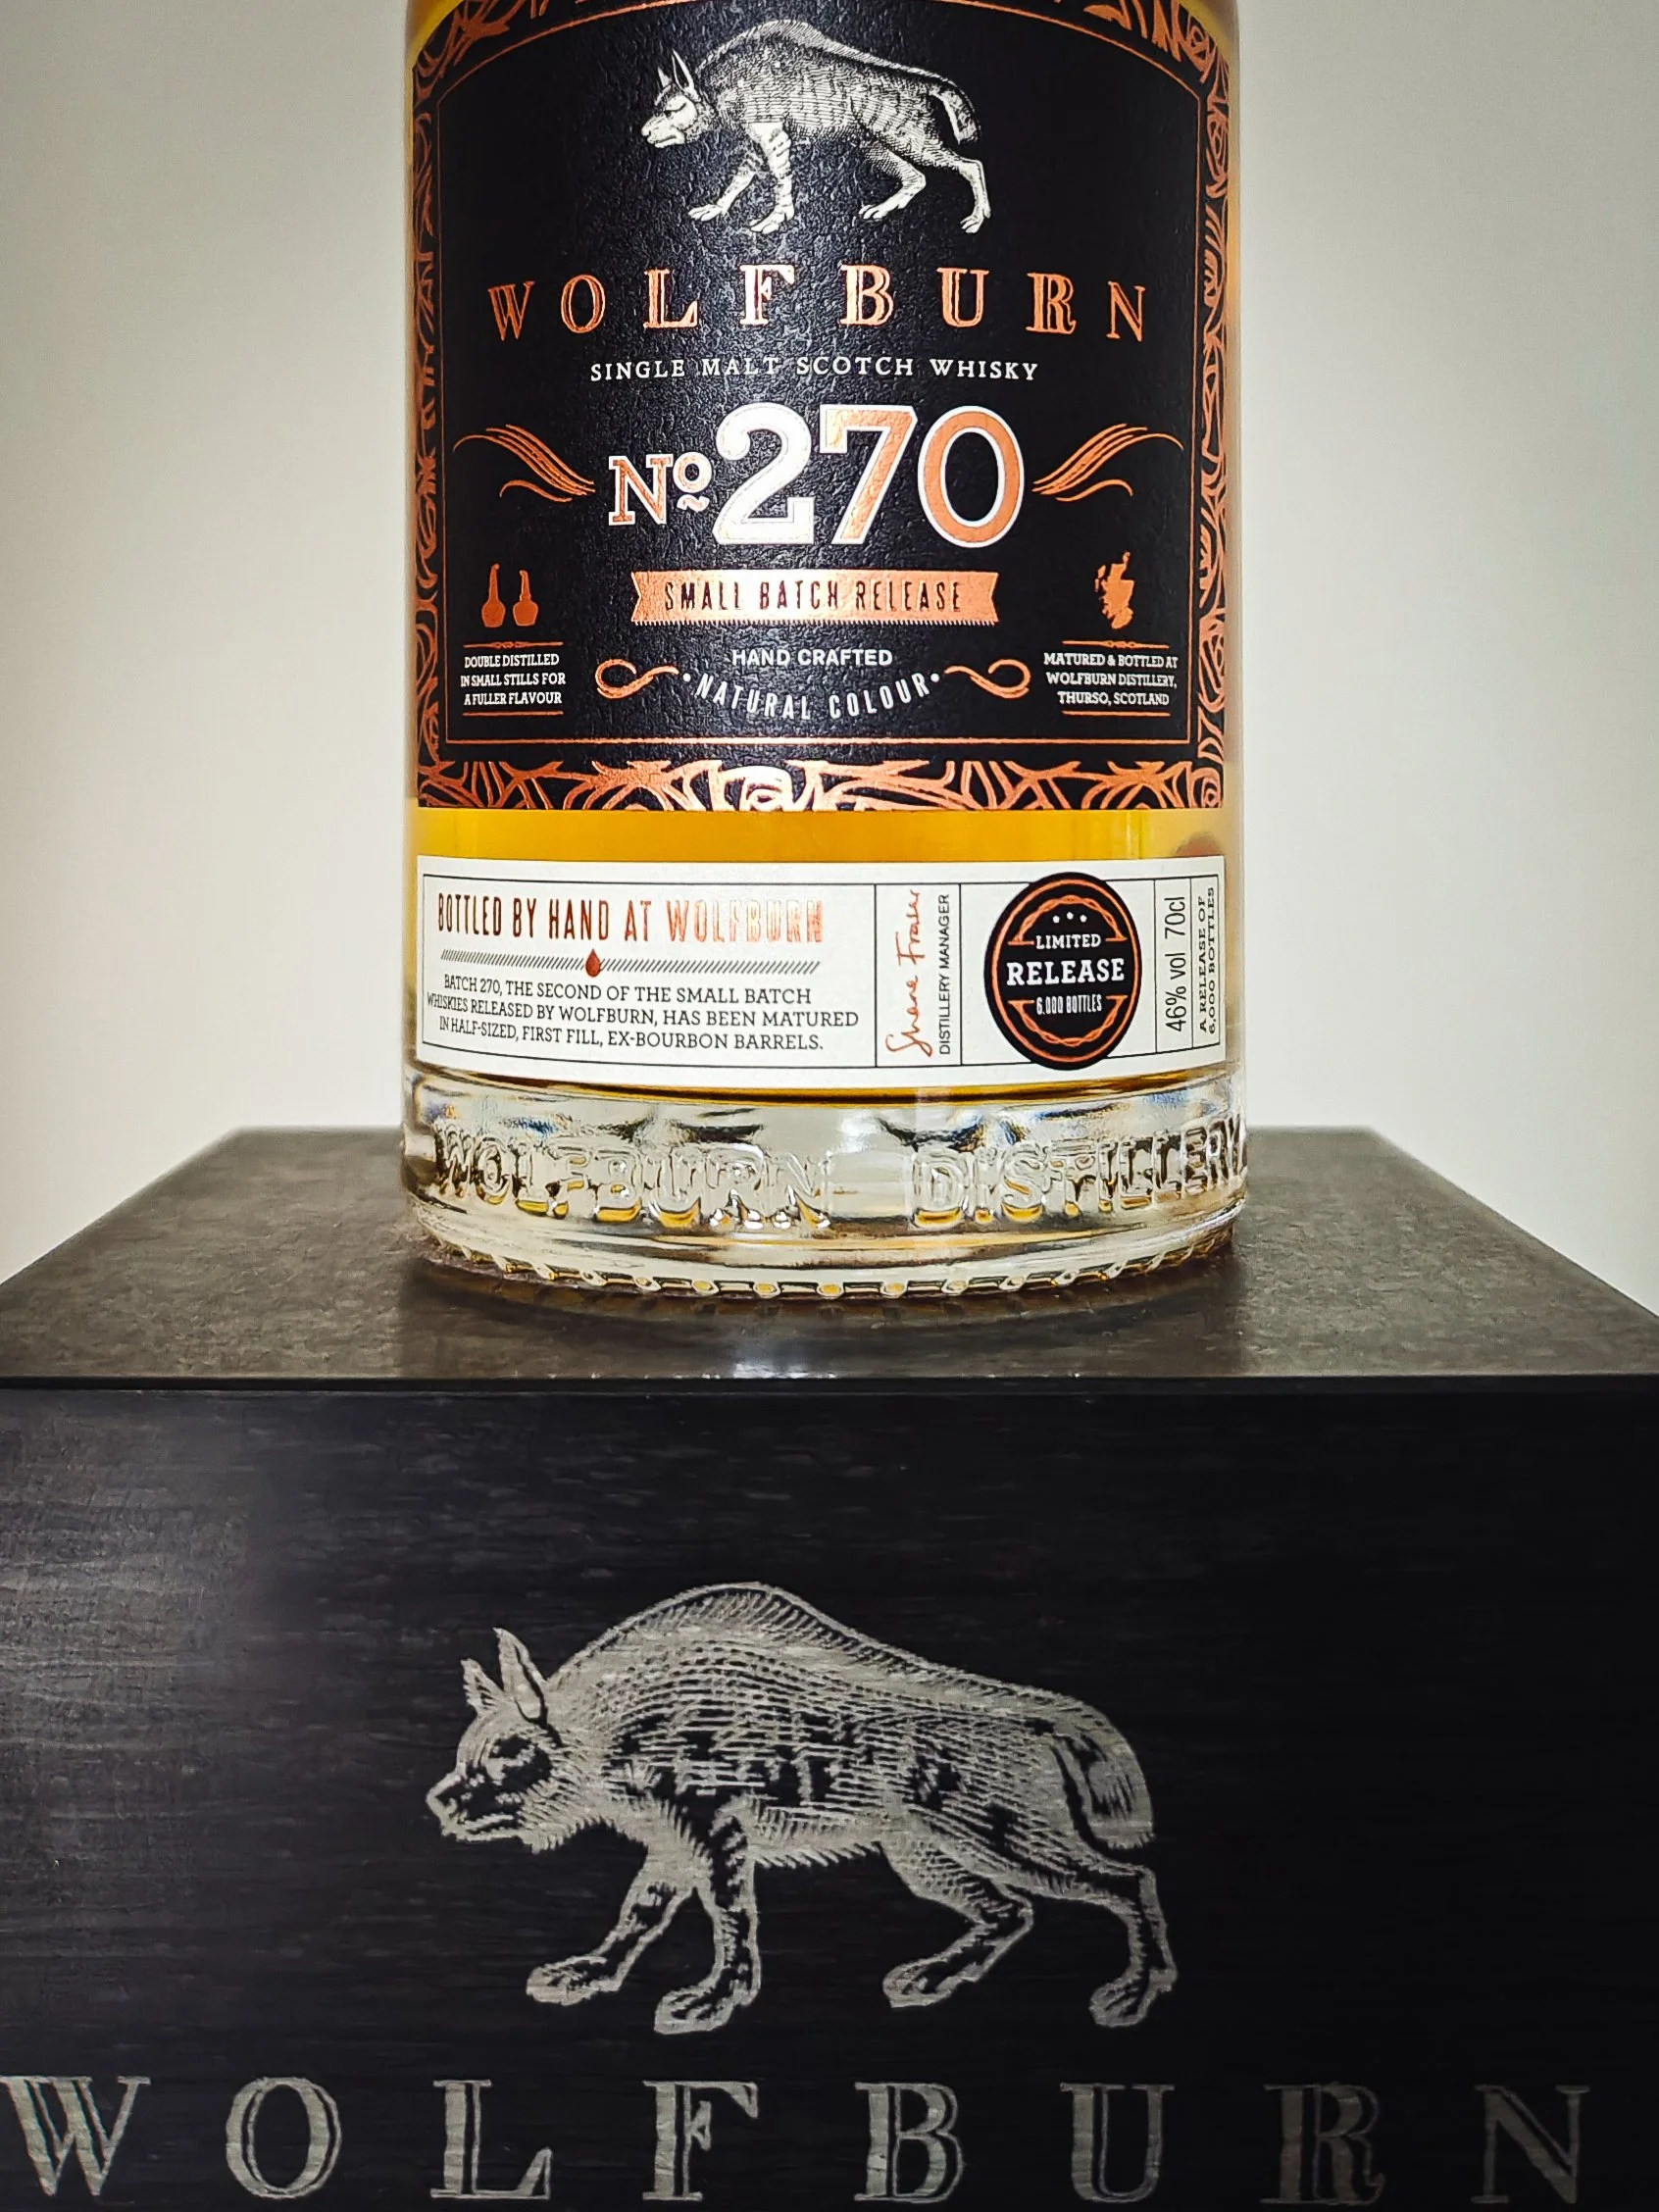 WOLFBURN
SINGLE MALT SCOTCH WHISKY
Nº270
SMALL BATCH RELEASE
DOUBLE DISTILLED
IN SMALL STILLS FOR
A FULLER FLAVOUR
HAND CRAFTED
•NATURAL COLOUR•
MATURED & BOTTLED AT
WOLFBURN DISTILLERY,
THURSO, SCOTLAND
BOTTLED BY HAND AT WOLFBURN
BATCH 270, THE SECOND OF THE SMALL BATCH
WHISKIES RELEASED BY WOLFBURN, HAS BEEN MATURED
IN HALF-SIZED, FIRST FILL, EX-BOURBON BARRELS.
Shane Fraser
DISTILLERY MANAGER
LIMITED
RELEASE
6,000 BOTTLES
46% vol 70cl
A RELEASE OF
6,000 BOTTLES
WOLFBURN DISTILLERY
WOLFBURN